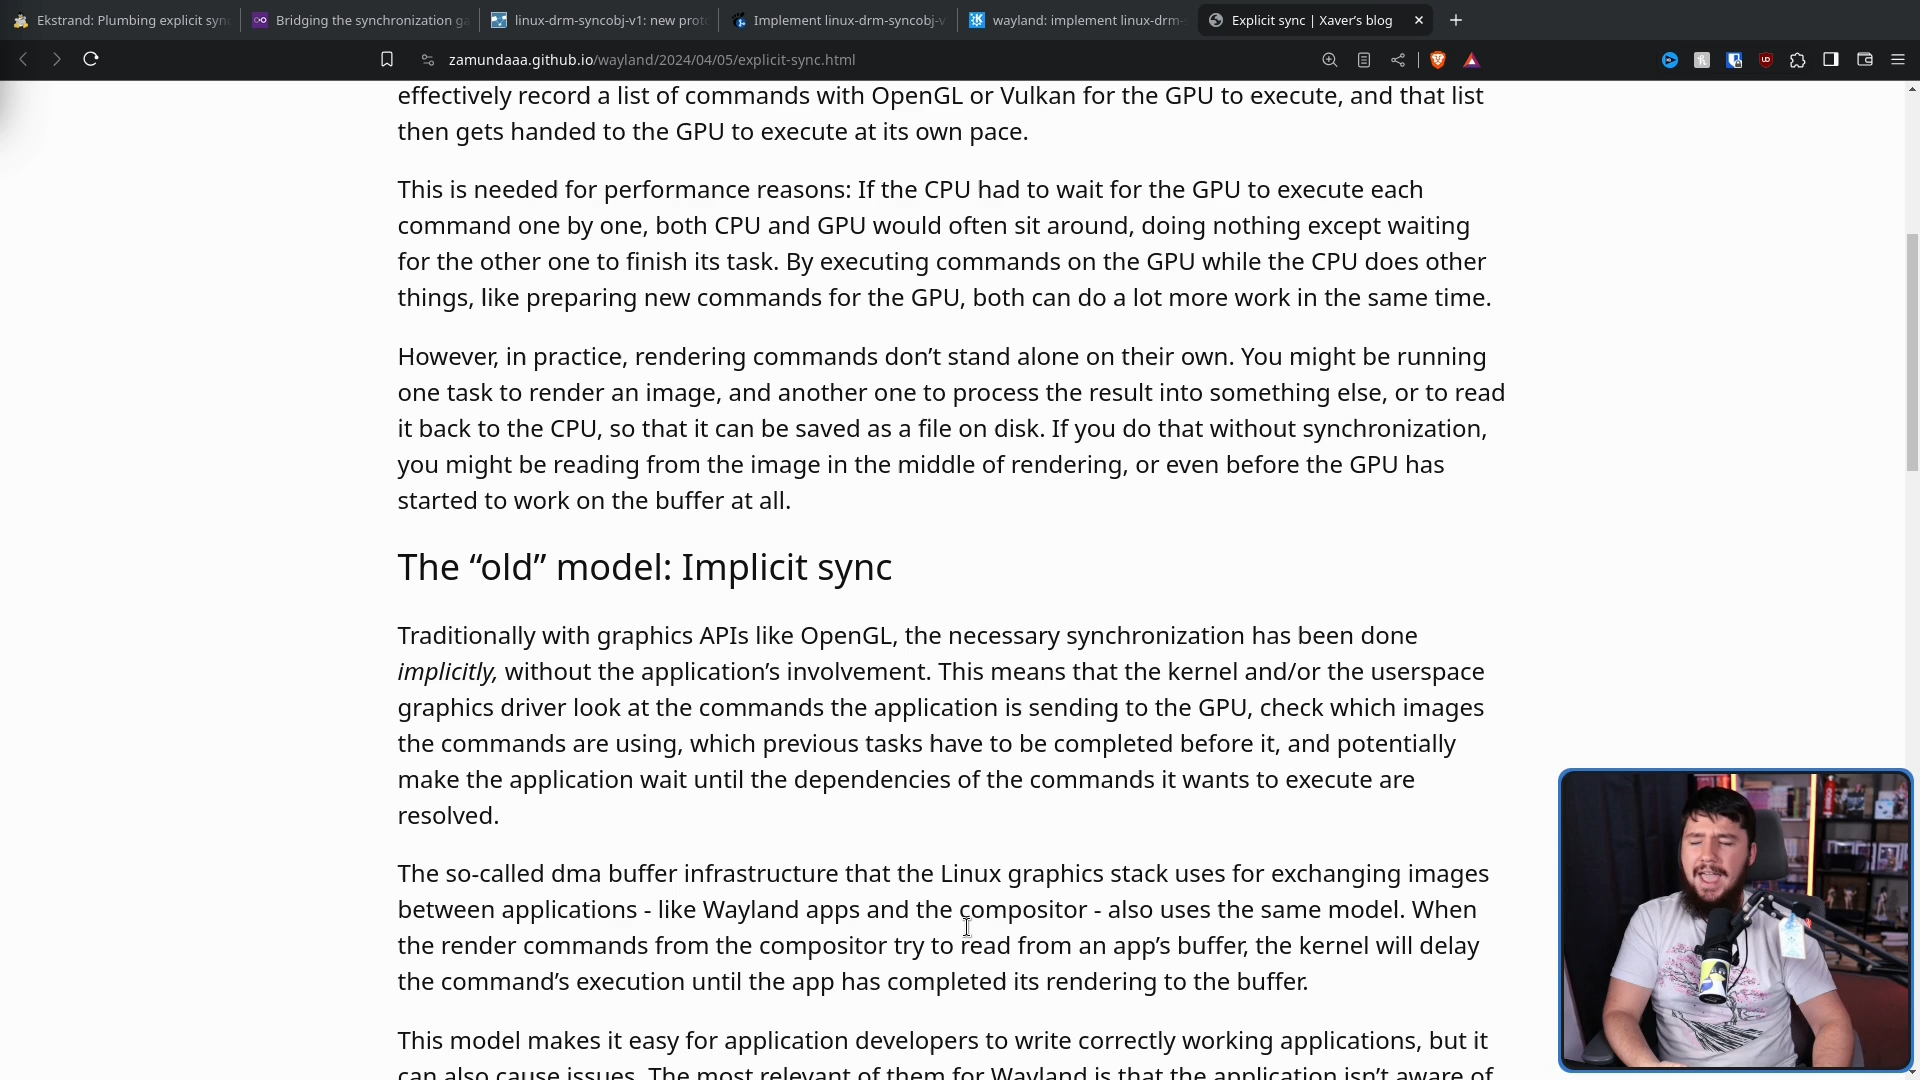 Ekstrand: Plumbing explicit syn
Bridging the synchronization ga
linux-drm-syncobj-v1: new proto
Implement linux-drm-syncobj-v
wayland: implement linux-drm-
Explicit sync | Xaver’s blog
zamundaaa.github.io/wayland/2024/04/05/explicit-sync.html
effectively record a list of commands with OpenGL or Vulkan for the GPU to execute, and that list
then gets handed to the GPU to execute at its own pace.
This is needed for performance reasons: If the CPU had to wait for the GPU to execute each
command one by one, both CPU and GPU would often sit around, doing nothing except waiting
for the other one to finish its task. By executing commands on the GPU while the CPU does other
things, like preparing new commands for the GPU, both can do a lot more work in the same time.
However, in practice, rendering commands don’t stand alone on their own. You might be running
one task to render an image, and another one to process the result into something else, or to read
it back to the CPU, so that it can be saved as a file on disk. If you do that without synchronization,
you might be reading from the image in the middle of rendering, or even before the GPU has
started to work on the buffer at all.
The “old” model: Implicit sync
Traditionally with graphics APIs like OpenGL, the necessary synchronization has been done
implicitly, without the application’s involvement. This means that the kernel and/or the userspace
graphics driver look at the commands the application is sending to the GPU, check which images
the commands are using, which previous tasks have to be completed before it, and potentially
make the application wait until the dependencies of the commands it wants to execute are
resolved.
The so-called dma buffer infrastructure that the Linux graphics stack uses for exchanging images
between applications - like Wayland apps and the compositor - also uses the same model. When
the render commands from the compositor try to read from an app’s buffer, the kernel will delay
the command’s execution until the app has completed its rendering to the buffer.
This model makes it easy for application developers to write correctly working applications, but it
can also cause issues. The most relevant of them for Wayland is that the application isn’t aware of